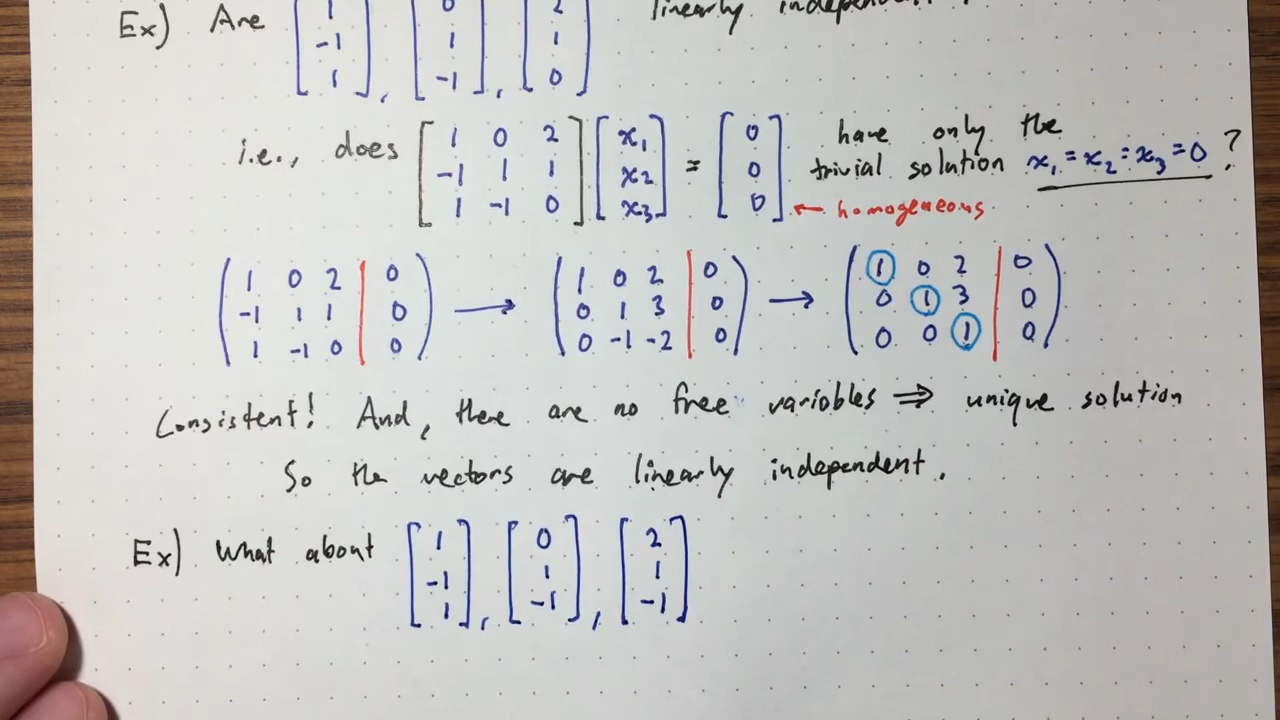 Ex) Are [1 -1 1], [0 1 -1], [2 1 0] linearly independent?
i.e., does [1 0 2 -1 1 1 1 -1 0] [x₁ x₂ x₃] = [0 0 0] have only the trivial solution x₁ = x₂ = x₃ = 0 ?
← homogeneous
(1 0 2 | 0 → (1 0 2 | 0 → (1 0 2 | 0
-1 1 1 | 0 0 1 3 | 0 0 1 3 | 0
1 -1 0 | 0) 0 -1 -2 | 0) 0 0 1 | 0)
Consistent! And, there are no free variables ⇒ unique solution
So the vectors are linearly independent.
Ex) What about [1 -1 1], [0 1 -1], [2 1 -1]